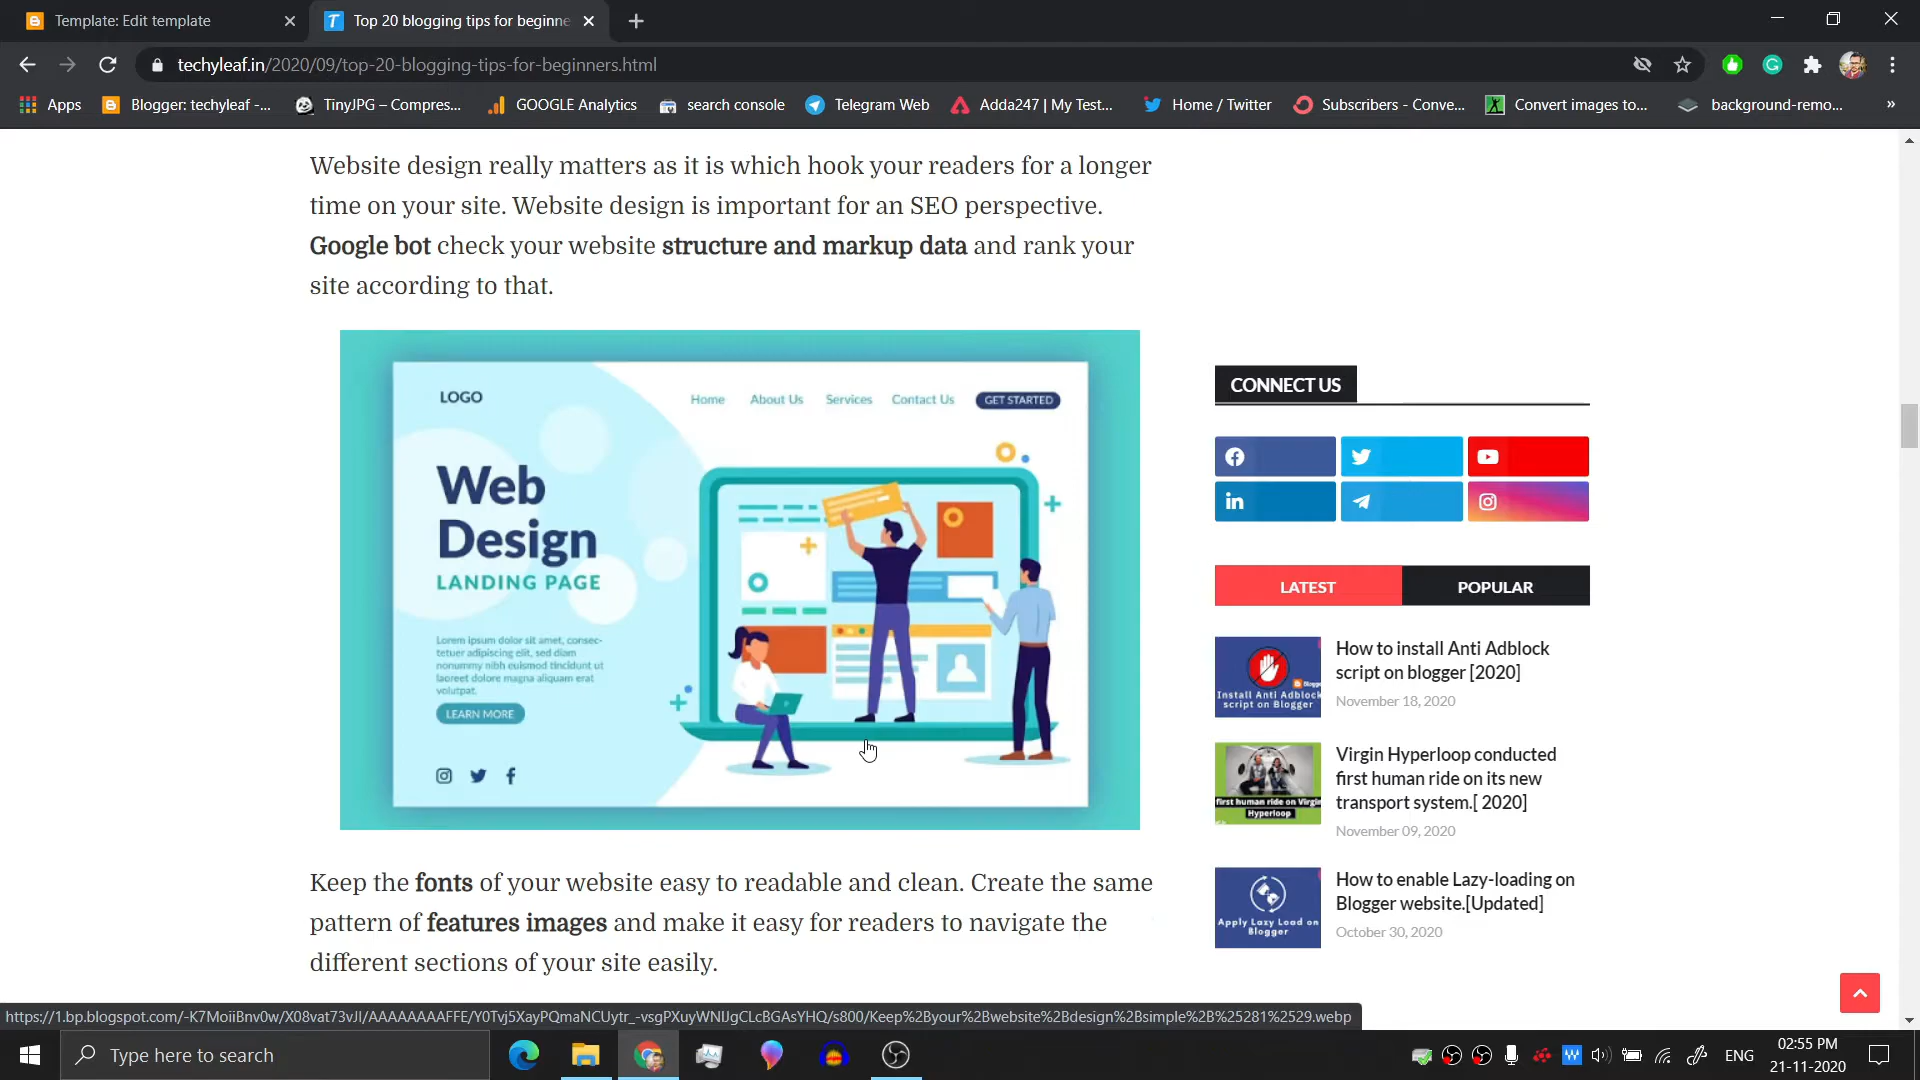 Template: Edit template
Top 20 blogging tips for beginne
techyleaf.in/2020/09/top-20-blogging-tips-for-beginners.html
Apps
Blogger: techyleaf -...
TinyJPG – Compres...
GOOGLE Analytics
search console
Telegram Web
Adda247 | My Test...
Home / Twitter
Subscribers - Conve...
Convert images to...
background-remo...
»
Website design really matters as it is which hook your readers for a longer
time on your site. Website design is important for an SEO perspective.
Google bot check your website structure and markup data and rank your
site according to that.
LOGO
Home
About Us
Services
Contact Us
GET STARTED
Web
Design
LANDING PAGE
Lorem ipsum dolor sit amet, consec-
tetuer adipiscing elit, sed diam
nonummy nibh euismod tincidunt ut
laoreet dolore magna aliquam erat
volutpat.
LEARN MORE
Keep the fonts of your website easy to readable and clean. Create the same
pattern of features images and make it easy for readers to navigate the
different sections of your site easily.
CONNECT US
LATEST
POPULAR
Blogger
Install Anti Adblock
script on Blogger
How to install Anti Adblock
script on blogger [2020]
November 18, 2020
first human ride on Virgin
Hyperloop
Virgin Hyperloop conducted
first human ride on its new
transport system.[ 2020]
November 09, 2020
Apply Lazy Load on
Blogger
How to enable Lazy-loading on
Blogger website.[Updated]
October 30, 2020
https://1.bp.blogspot.com/-K7MoiiBnv0w/X08vat73vJI/AAAAAAAAFFE/Y0Tvj5XayPQmaNCUytr_-vsgPXuyWNlJgCLcBGAsYHQ/s800/Keep%2Byour%2Bwebsite%2Bdesign%2Bsimple%2B%25281%2529.webp
Type here to search
ENG
02:55 PM
21-11-2020